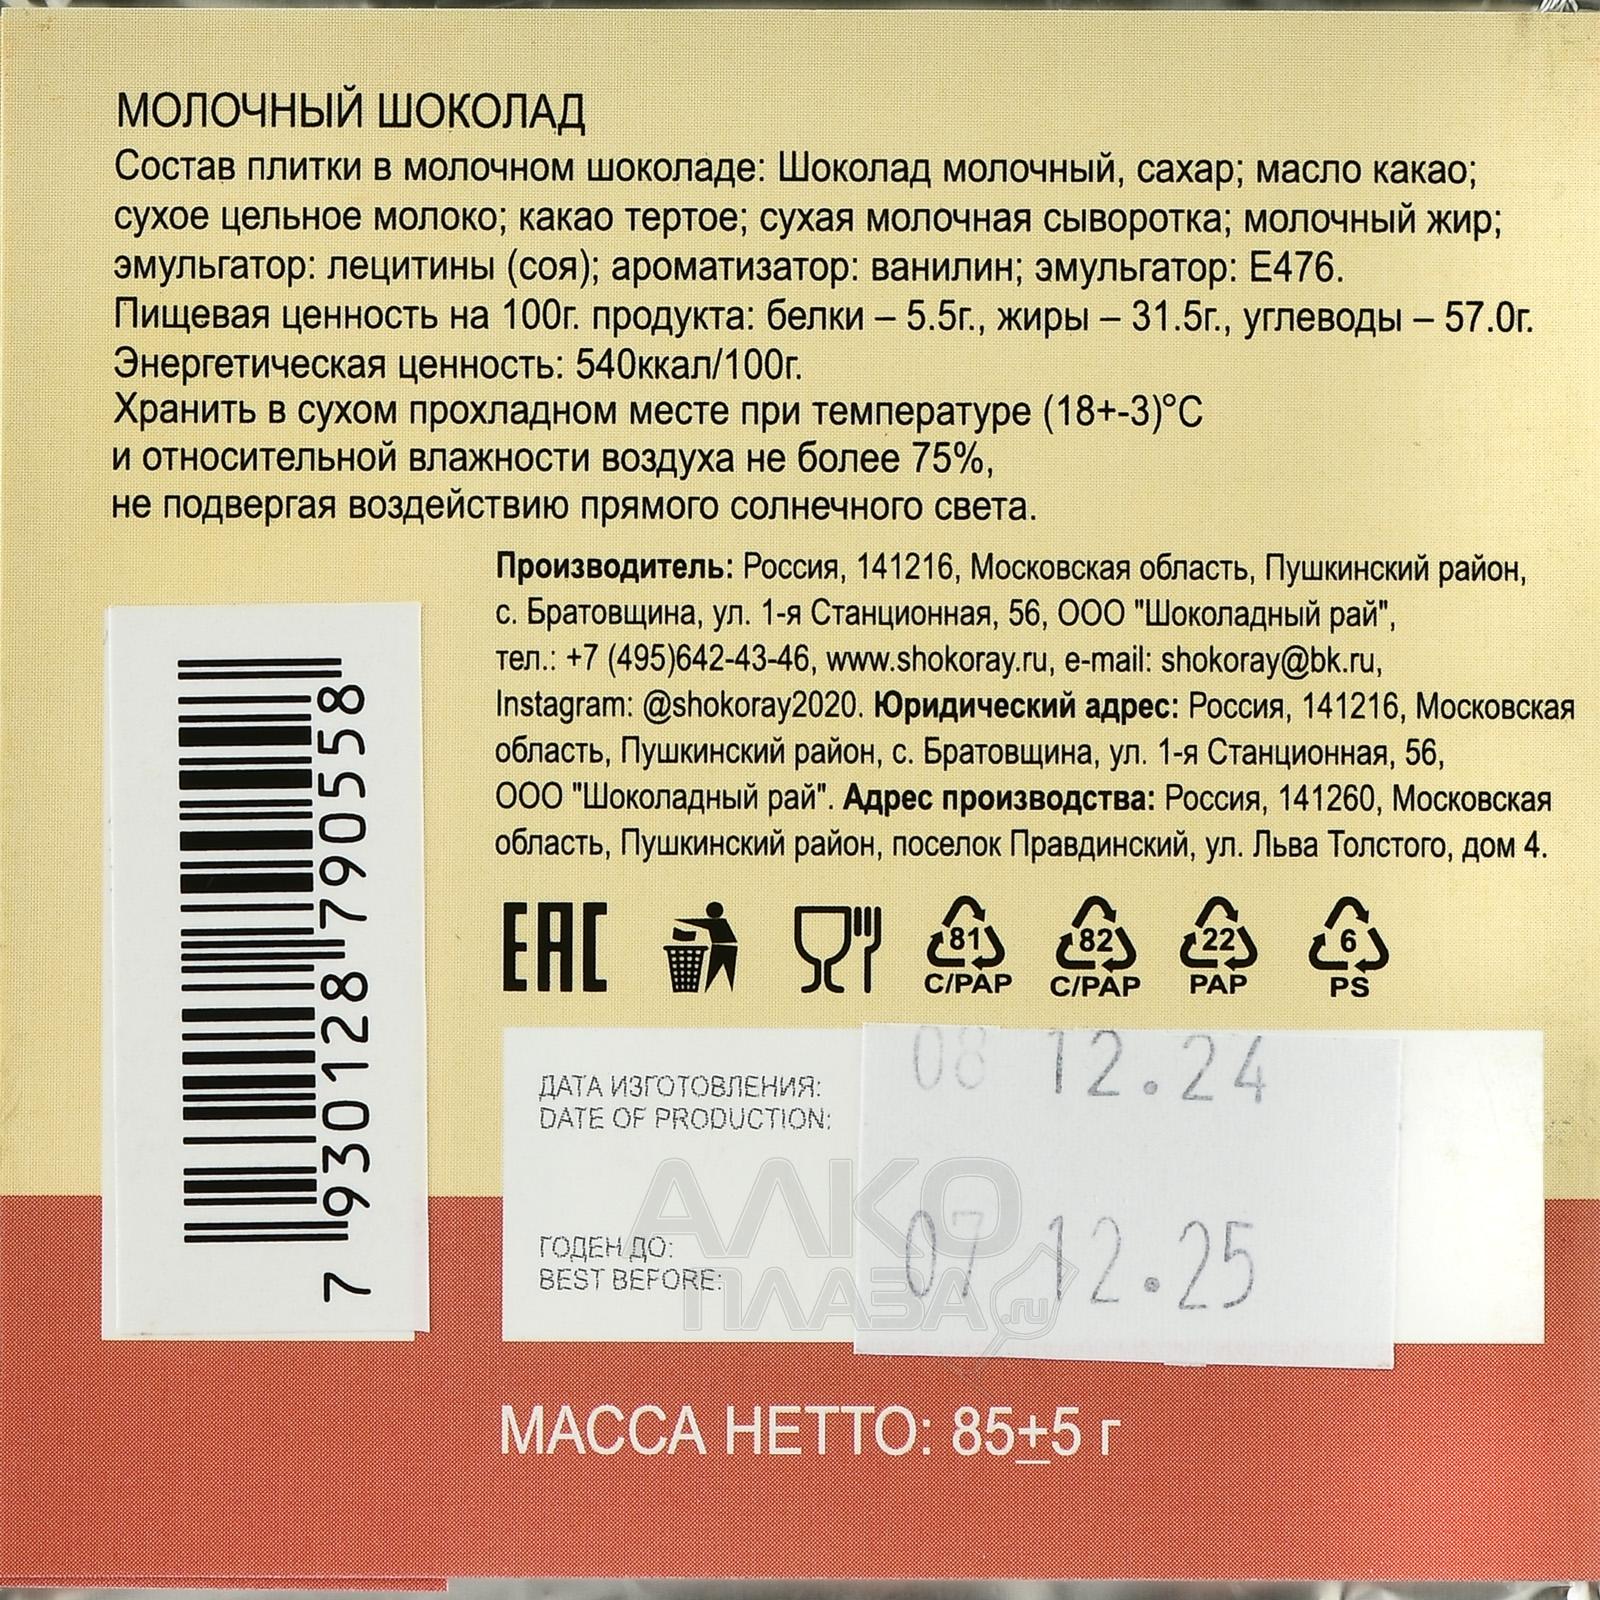 МОЛОЧНЫЙ ШОКОЛАД
Состав плитки в молочном шоколаде: Шоколад молочный, сахар; масло какао;
сухое цельное молоко; какао тертое; сухая молочная сыворотка; молочный жир;
эмульгатор: лецитины (соя); ароматизатор: ванилин; эмульгатор: Е476.
Пищевая ценность на 100г. продукта: белки – 5.5г., жиры – 31.5г., углеводы – 57.0г.
Энергетическая ценность: 540ккал/100г.
Хранить в сухом прохладном месте при температуре (18+-3)°С
и относительной влажности воздуха не более 75%,
не подвергая воздействию прямого солнечного света.
Производитель: Россия, 141216, Московская область, Пушкинский район,
с. Братовщина, ул. 1-я Станционная, 56, ООО "Шоколадный рай",
тел.: +7 (495)642-43-46, www.shokoray.ru, e-mail: shokoray@bk.ru,
Instagram: @shokoray2020. Юридический адрес: Россия, 141216, Московская
область, Пушкинский район, с. Братовщина, ул. 1-я Станционная, 56,
ООО "Шоколадный рай". Адрес производства: Россия, 141260, Московская
область, Пушкинский район, поселок Правдинский, ул. Льва Толстого, дом 4.
7 930128 790558
EAC
81 82 22 6
C/PAP C/PAP PAP PS
08 12.24
ДАТА ИЗГОТОВЛЕНИЯ:
DATE OF PRODUCTION:
АЛКО
ПЛАЗА.ru
07 12.25
ГОДЕН ДО:
BEST BEFORE:
МАССА НЕТТО: 85±5 г